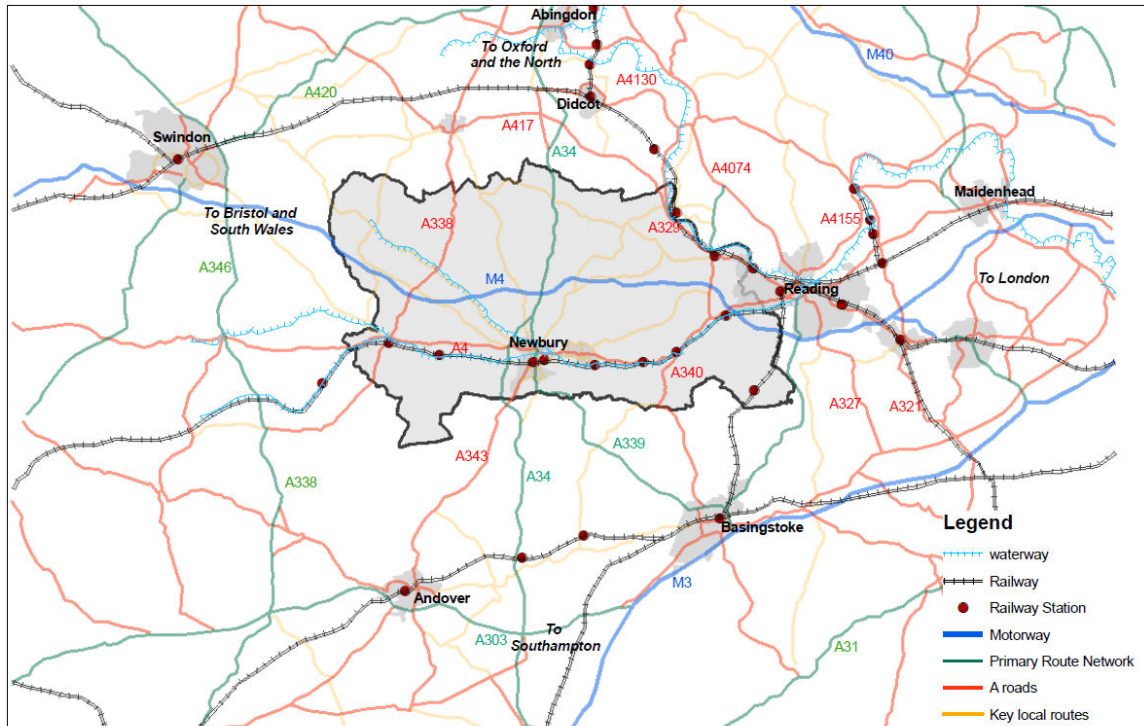 Abingdon
To Oxford
and the North
M40
A4130
A420
Didcot
A417
Swindon
A34
A4074
Maidenhead
To Bristol and
South Wales
A338
A329
A4155
A346
M4
Reading
To London
Newbury
A4
A340
A327
A321
A339
A343
A338
A34
Basingstoke
M3
Andover
A303
To
Southampton
A31
Legend
waterway
Railway
Railway Station
Motorway
Primary Route Network
A roads
Key local routes